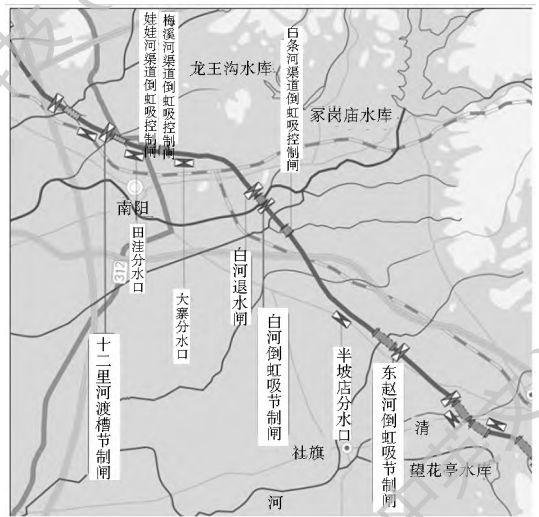 娃娃河渠道倒虹吸控制闸
梅溪河渠道倒虹吸控制闸
白条河渠道倒虹吸控制闸
龙王沟水库
冢岗庙水库
南阳
312
田洼分水口
大寨分水口
白河退水闸
十二里河渡槽节制闸
白河倒虹吸节制闸
半坡店分水口
东赵河倒虹吸节制闸
社旗
清
望花亭水库
河